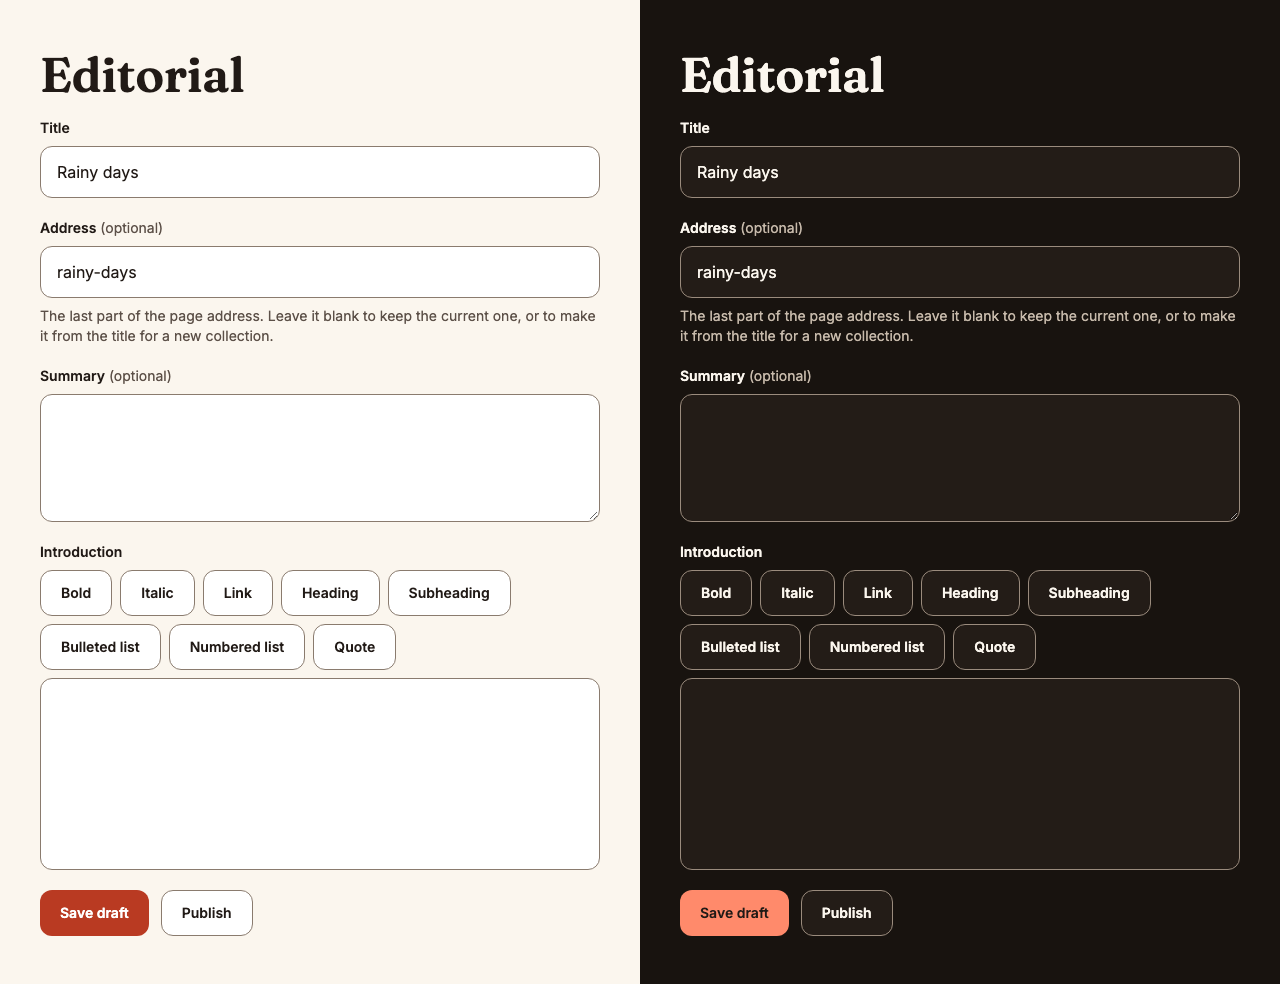 Editorial
Title
Rainy days
Address (optional)
rainy-days
The last part of the page address. Leave it blank to keep the current one, or to make
it from the title for a new collection.
Summary (optional)
Introduction
Bold Italic Link Heading Subheading
Bulleted list Numbered list Quote
Save draft Publish
Editorial
Title
Rainy days
Address (optional)
rainy-days
The last part of the page address. Leave it blank to keep the current one, or to make
it from the title for a new collection.
Summary (optional)
Introduction
Bold Italic Link Heading Subheading
Bulleted list Numbered list Quote
Save draft Publish